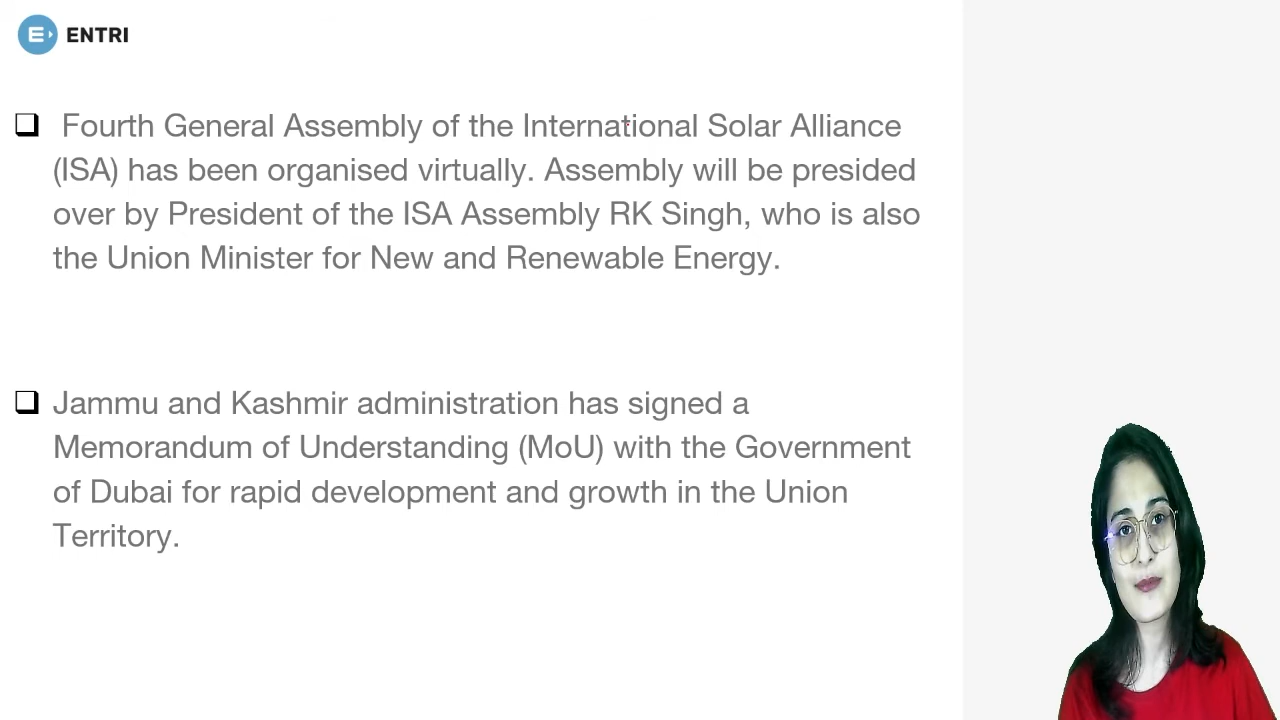 ENTRI
Fourth General Assembly of the International Solar Alliance
(ISA) has been organised virtually. Assembly will be presided
over by President of the ISA Assembly RK Singh, who is also
the Union Minister for New and Renewable Energy.
Jammu and Kashmir administration has signed a
Memorandum of Understanding (MoU) with the Government
of Dubai for rapid development and growth in the Union
Territory.